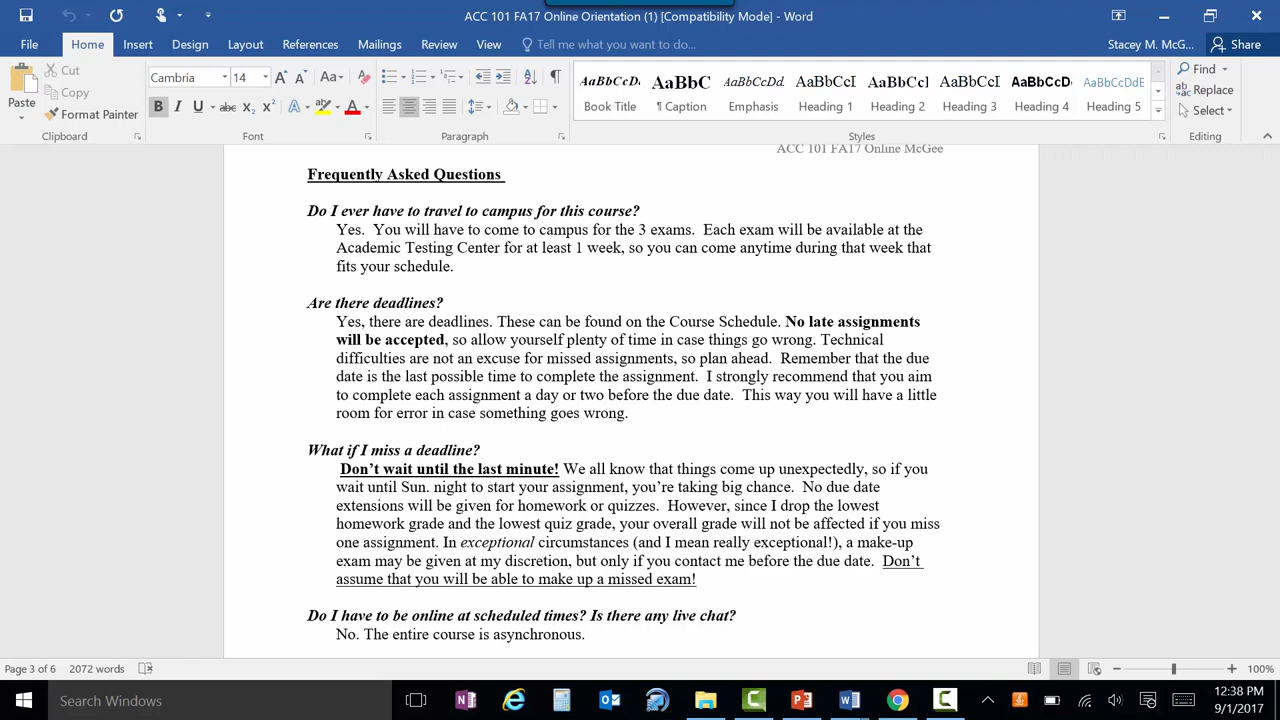 ACC 101 FA17 Online Orientation (1) [Compatibility Mode] - Word
File Home Insert Design Layout References Mailings Review View Tell me what you want to do... Stacey M. McG... Share
Paste Cut Copy Format Painter
Clipboard
Cambria 14
Font
Paragraph
AaBbCcDc AaBbC AaBbCcDd AaBbCcI AaBbCcI AaBbCcI AaBbCcD AaBbCcDdE
Book Title ¶ Caption Emphasis Heading 1 Heading 2 Heading 3 Heading 4 Heading 5
Styles
Find
Replace
Select
Editing
ACC 101 FA17 Online McGee
Frequently Asked Questions
Do I ever have to travel to campus for this course?
Yes. You will have to come to campus for the 3 exams. Each exam will be available at the
Academic Testing Center for at least 1 week, so you can come anytime during that week that
fits your schedule.
Are there deadlines?
Yes, there are deadlines. These can be found on the Course Schedule. No late assignments
will be accepted, so allow yourself plenty of time in case things go wrong. Technical
difficulties are not an excuse for missed assignments, so plan ahead. Remember that the due
date is the last possible time to complete the assignment. I strongly recommend that you aim
to complete each assignment a day or two before the due date. This way you will have a little
room for error in case something goes wrong.
What if I miss a deadline?
Don't wait until the last minute! We all know that things come up unexpectedly, so if you
wait until Sun. night to start your assignment, you're taking big chance. No due date
extensions will be given for homework or quizzes. However, since I drop the lowest
homework grade and the lowest quiz grade, your overall grade will not be affected if you miss
one assignment. In exceptional circumstances (and I mean really exceptional!), a make-up
exam may be given at my discretion, but only if you contact me before the due date. Don't
assume that you will be able to make up a missed exam!
Do I have to be online at scheduled times? Is there any live chat?
No. The entire course is asynchronous.
Page 3 of 6 2072 words 100%
Search Windows
12:38 PM
9/1/2017